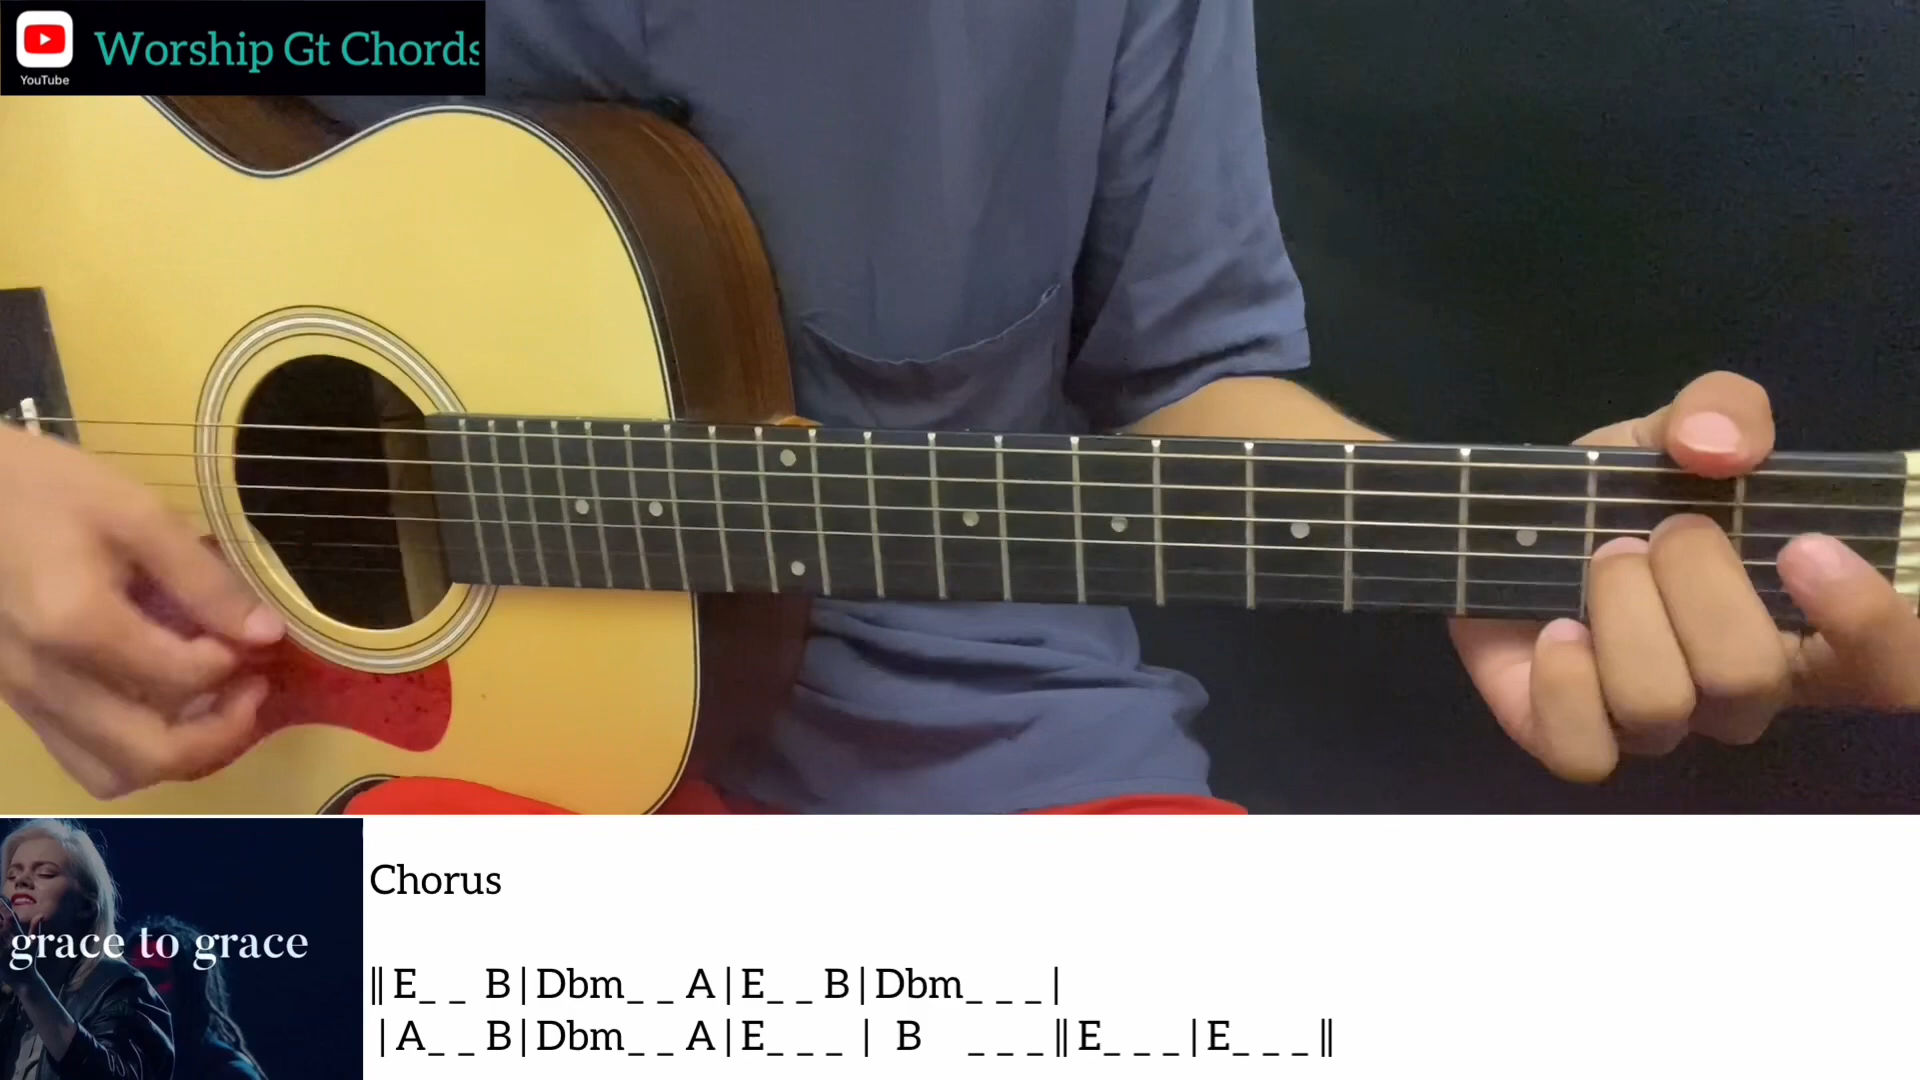 YouTube
Worship Gt Chords
grace to grace
Chorus
‖ E_ _ B | Dbm_ _ A | E_ _ B | Dbm_ _ _ |
| A_ _ B | Dbm_ _ A | E_ _ _ | B _ _ _ ‖ E_ _ _ | E_ _ _ ‖